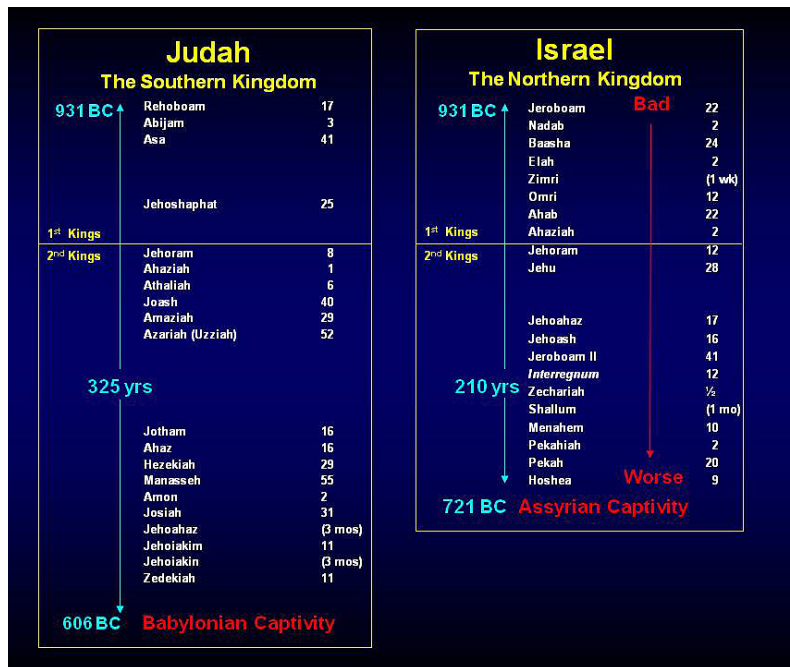 Judah
The Southern Kingdom
931 BC
Rehoboam 17
Abijam 3
Asa 41
Jehoshaphat 25
1st Kings
2nd Kings
Jehoram 8
Ahaziah 1
Athaliah 6
Joash 40
Amaziah 29
Azariah (Uzziah) 52
325 yrs
Jotham 16
Ahaz 16
Hezekiah 29
Manasseh 55
Amon 2
Josiah 31
Jehoahaz (3 mos)
Jehoiakim 11
Jehoiakin (3 mos)
Zedekiah 11
606 BC Babylonian Captivity
Israel
The Northern Kingdom
931 BC
Bad
Jeroboam 22
Nadab 2
Baasha 24
Elah 2
Zimri (1 wk)
Omri 12
Ahab 22
Ahaziah 2
1st Kings
2nd Kings
Jehoram 12
Jehu 28
Jehoahaz 17
Jehoash 16
Jeroboam II 41
Interregnum 12
210 yrs
Zechariah ½
Shallum (1 mo)
Menahem 10
Pekahiah 2
Pekah 20
Worse
Hoshea 9
721 BC Assyrian Captivity